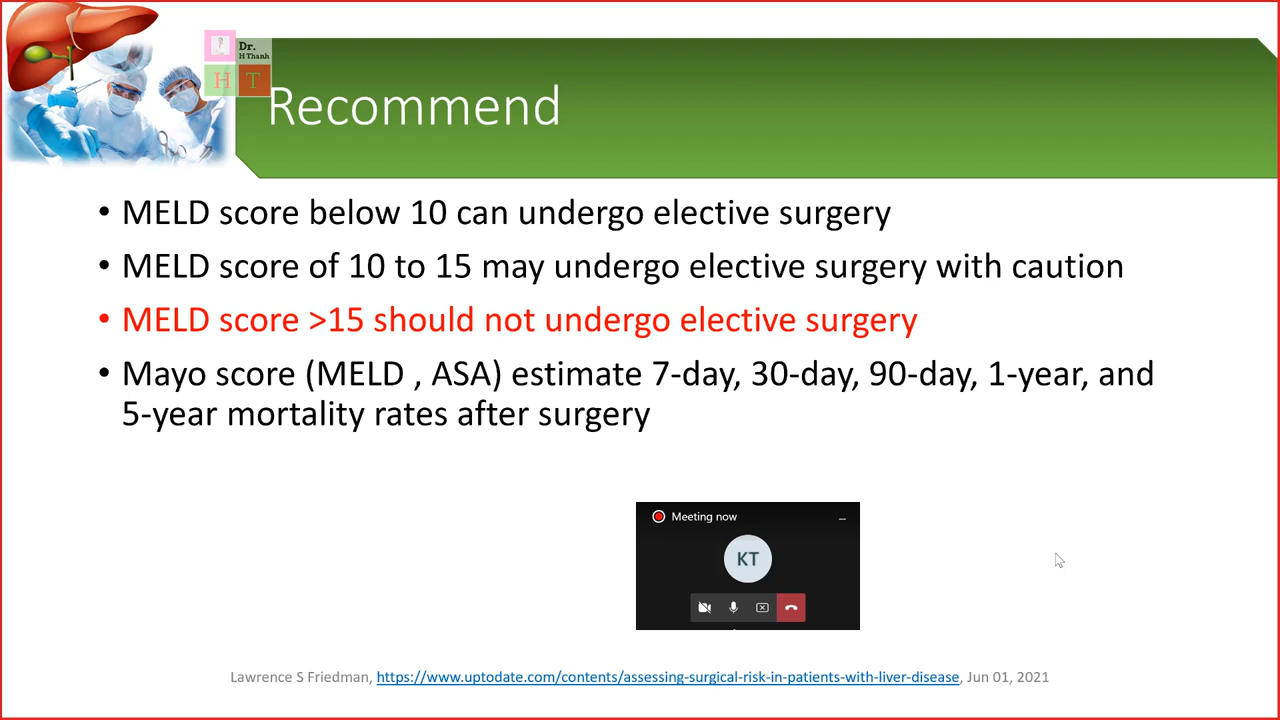 Dr.
H Thanh
H T
Recommend
• MELD score below 10 can undergo elective surgery
• MELD score of 10 to 15 may undergo elective surgery with caution
• MELD score >15 should not undergo elective surgery
• Mayo score (MELD , ASA) estimate 7-day, 30-day, 90-day, 1-year, and
5-year mortality rates after surgery
Meeting now
KT
Lawrence S Friedman, https://www.uptodate.com/contents/assessing-surgical-risk-in-patients-with-liver-disease, Jun 01, 2021